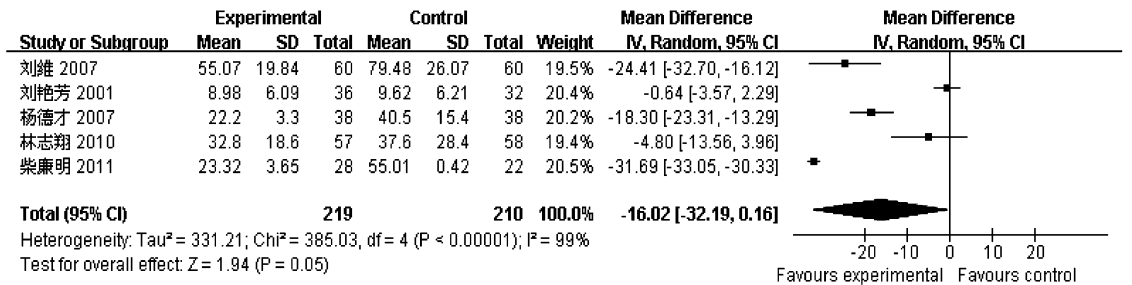 Experimental Control Mean Difference Mean Difference
Study or Subgroup Mean SD Total Mean SD Total Weight IV, Random, 95% CI IV, Random, 95% CI
刘維 2007 55.07 19.84 60 79.48 26.07 60 19.5% -24.41 [-32.70, -16.12]
刘艳芳 2001 8.98 6.09 36 9.62 6.21 32 20.4% -0.64 [-3.57, 2.29]
杨德才 2007 22.2 3.3 38 40.5 15.4 38 20.2% -18.30 [-23.31, -13.29]
林志翔 2010 32.8 18.6 57 37.6 28.4 58 19.4% -4.80 [-13.56, 3.96]
柴廉明 2011 23.32 3.65 28 55.01 0.42 22 20.5% -31.69 [-33.05, -30.33]
Total (95% CI) 219 210 100.0% -16.02 [-32.19, 0.16]
Heterogeneity: Tau² = 331.21; Chi² = 385.03, df = 4 (P < 0.00001); I² = 99%
Test for overall effect: Z = 1.94 (P = 0.05)
-20 -10 0 10 20
Favours experimental Favours control